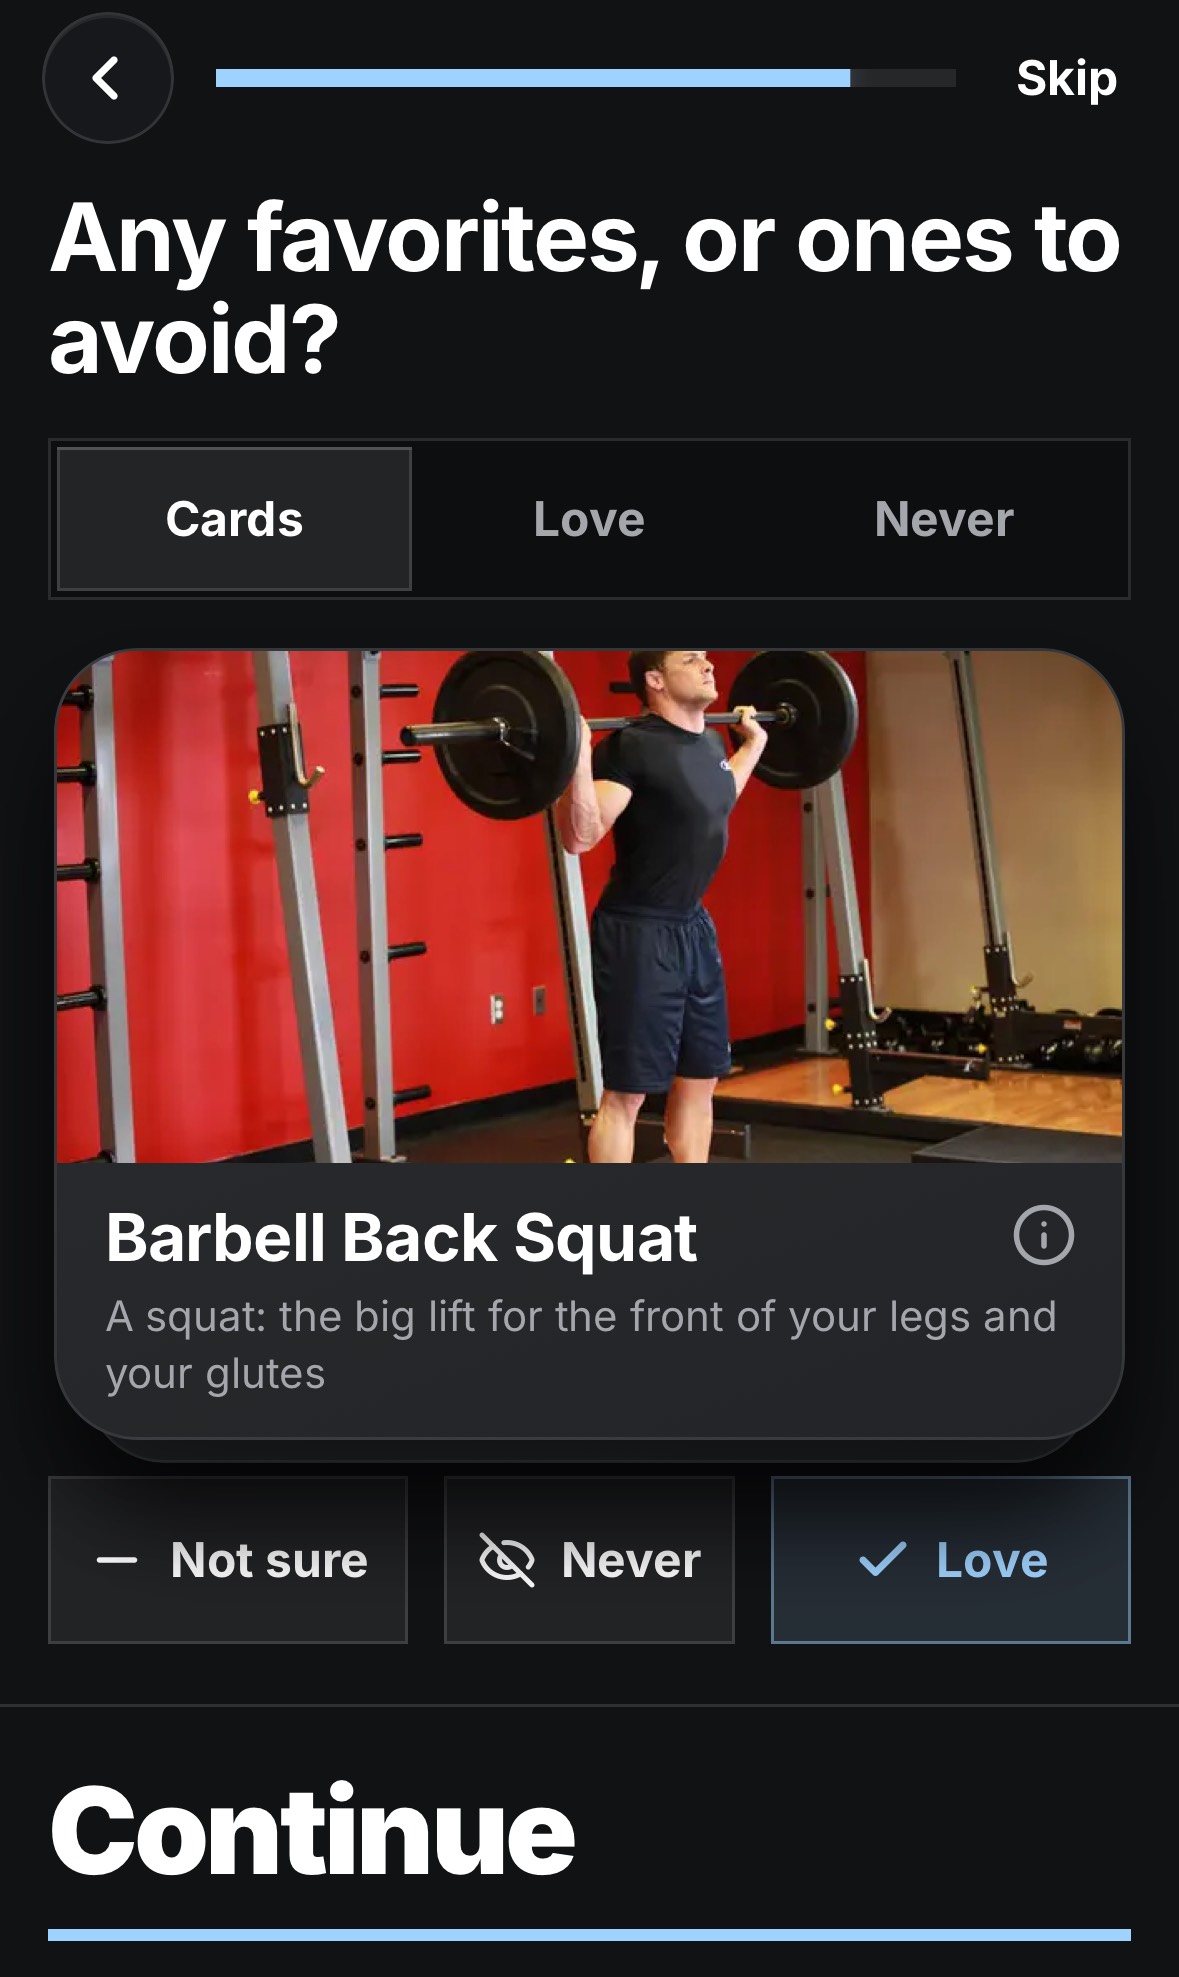 Skip
Any favorites, or ones to
avoid?
Cards
Love
Never
Barbell Back Squat
A squat: the big lift for the front of your legs and
your glutes
Not sure
Never
Love
Continue